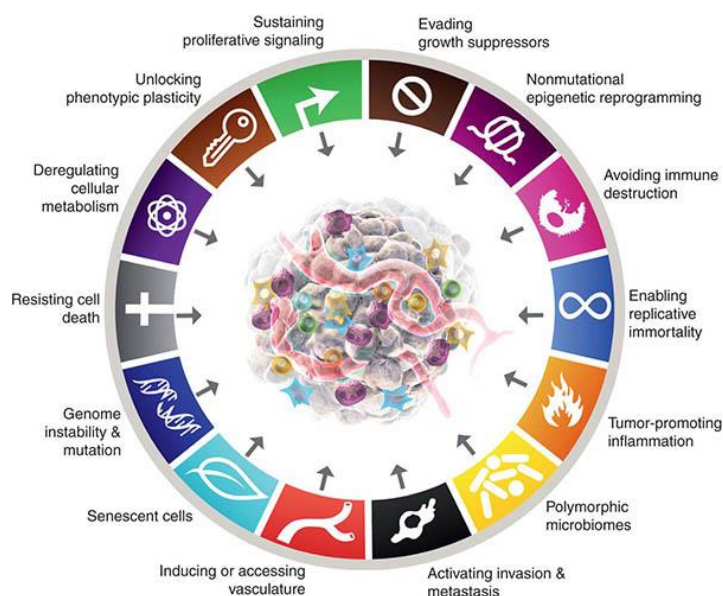 Sustaining
proliferative signaling
Evading
growth suppressors
Nonmutational
epigenetic reprogramming
Avoiding immune
destruction
Enabling
replicative
immortality
Tumor-promoting
inflammation
Polymorphic
microbiomes
Activating invasion &
metastasis
Inducing or accessing
vasculature
Senescent cells
Genome
instability &
mutation
Resisting cell
death
Deregulating
cellular
metabolism
Unlocking
phenotypic plasticity